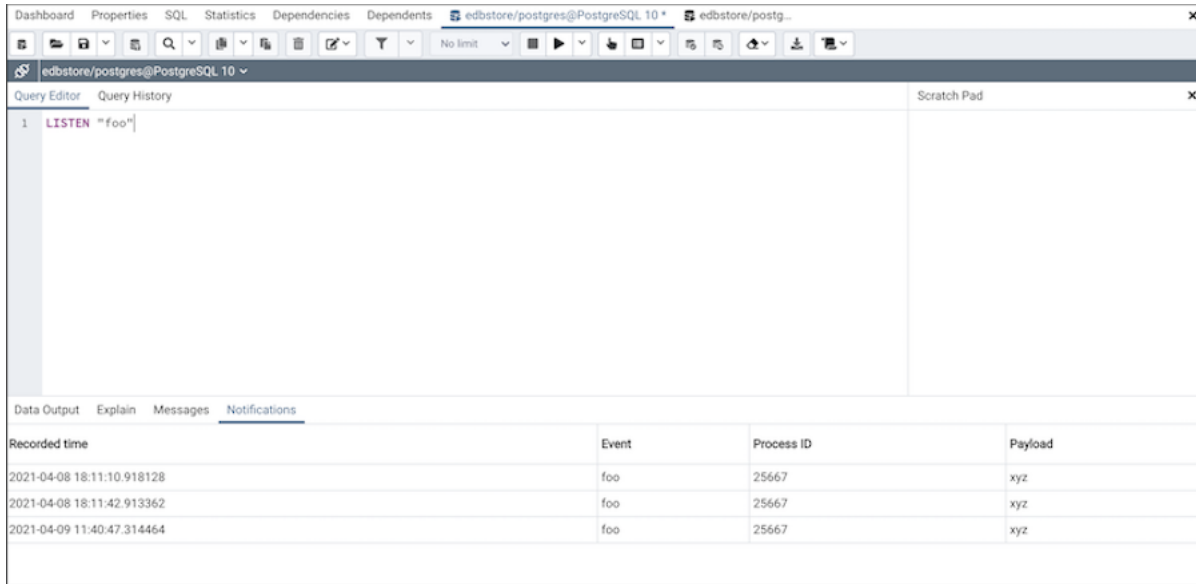 Dashboard Properties SQL Statistics Dependencies Dependents edbstore/postgres@PostgreSQL 10 * edbstore/postg...
No limit
edbstore/postgres@PostgreSQL 10
Query Editor Query History Scratch Pad
1 LISTEN "foo"
Data Output Explain Messages Notifications
Recorded time Event Process ID Payload
2021-04-08 18:11:10.918128 foo 25667 xyz
2021-04-08 18:11:42.913362 foo 25667 xyz
2021-04-09 11:40:47.314464 foo 25667 xyz